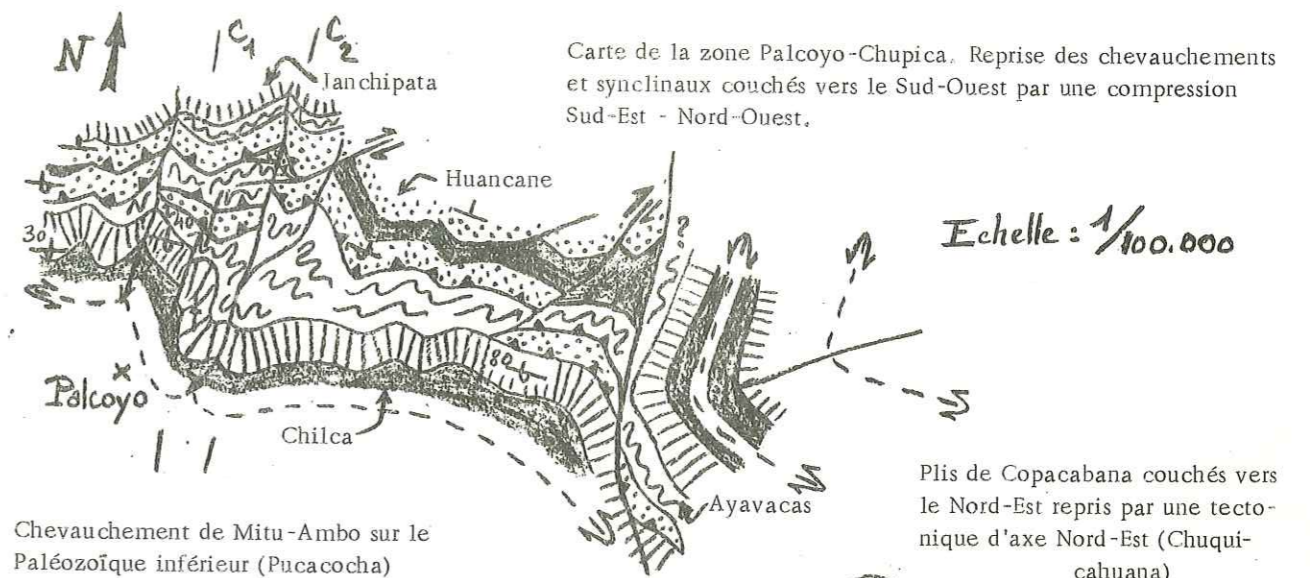 N
C1
C2
Janchipata
Carte de la zone Palcoyo-Chupica. Reprise des chevauchements
et synclinaux couchés vers le Sud-Ouest par une compression
Sud-Est - Nord-Ouest.
Huancane
Echelle : 1/100.000
40
30
?
80
Palcoyo
Chilca
Ayavacas
Chevauchement de Mitu-Ambo sur le
Paléozoïque inférieur (Pucacocha)
Plis de Copacabana couchés vers
le Nord-Est repris par une tecto-
nique d'axe Nord-Est (Chuqui-
cahuana)